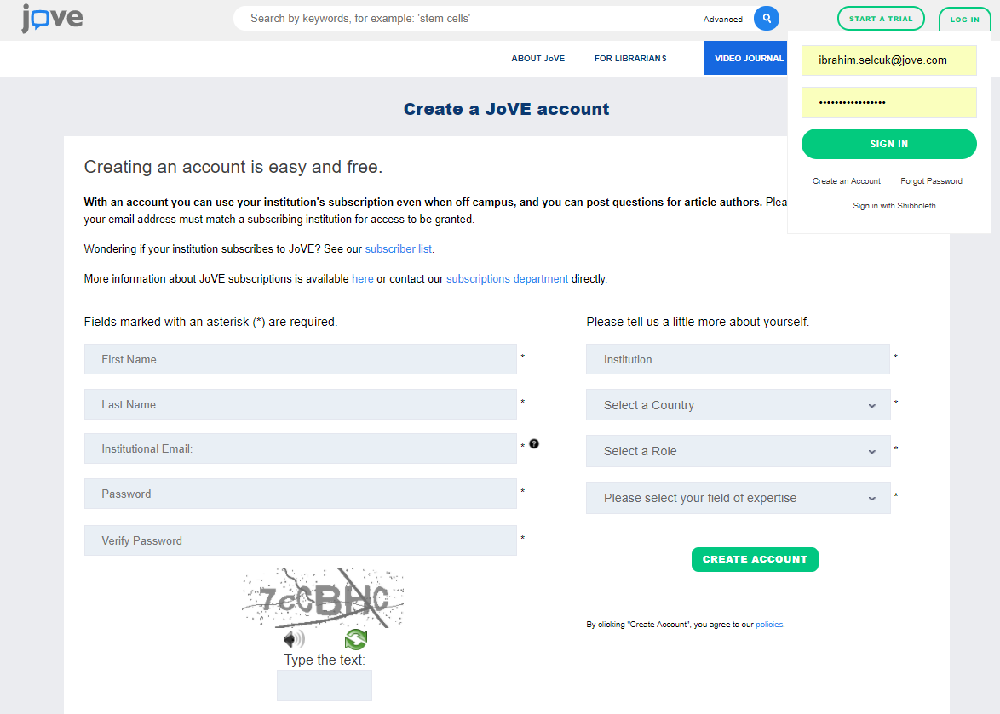 jove
Search by keywords, for example: 'stem cells'
Advanced
START A TRIAL
LOG IN
ABOUT JoVE
FOR LIBRARIANS
VIDEO JOURNAL
ibrahim.selcuk@jove.com
•••••••••••••••••
SIGN IN
Create an Account
Forgot Password
Sign in with Shibboleth
Create a JoVE account
Creating an account is easy and free.
With an account you can use your institution's subscription even when off campus, and you can post questions for article authors. Plea
your email address must match a subscribing institution for access to be granted.
Wondering if your institution subscribes to JoVE? See our subscriber list.
More information about JoVE subscriptions is available here or contact our subscriptions department directly.
Fields marked with an asterisk (*) are required.
First Name *
Last Name *
Institutional Email: * ?
Password *
Verify Password *
7eCBHC
Type the text:
Please tell us a little more about yourself.
Institution *
Select a Country *
Select a Role *
Please select your field of expertise *
CREATE ACCOUNT
By clicking "Create Account", you agree to our policies.